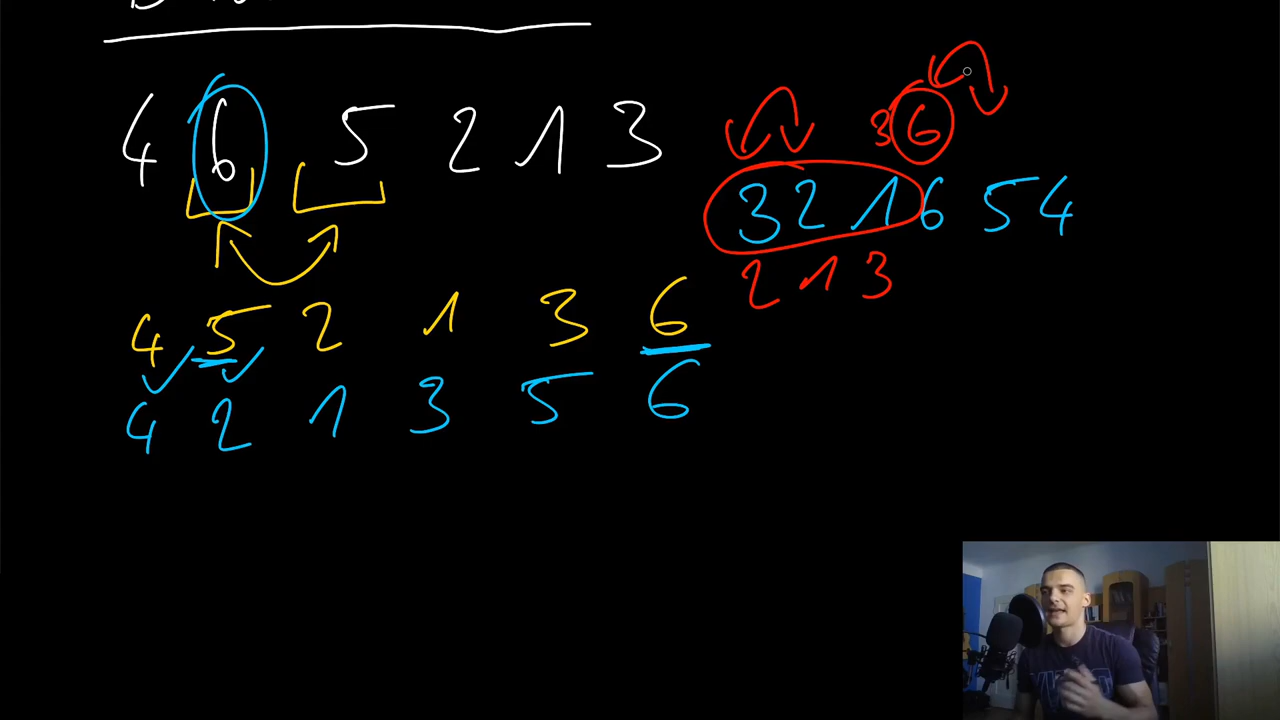 4 6 5 2 1 3
3 6
3 2 1 6 5 4
2 1 3
4 5 2 1 3 6
4 2 1 3 5 6